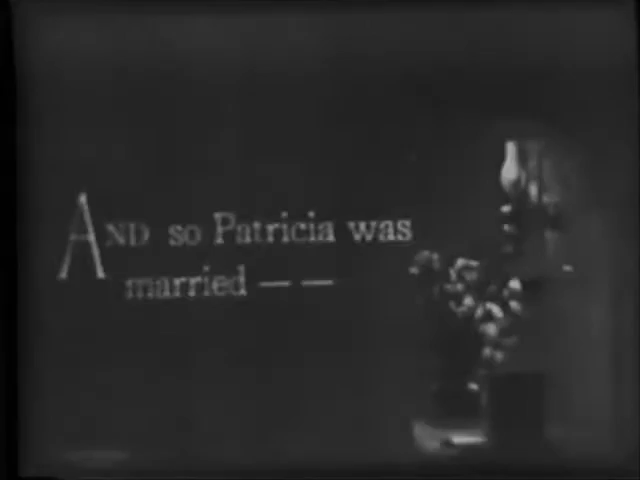 AND so Patricia was
married — —